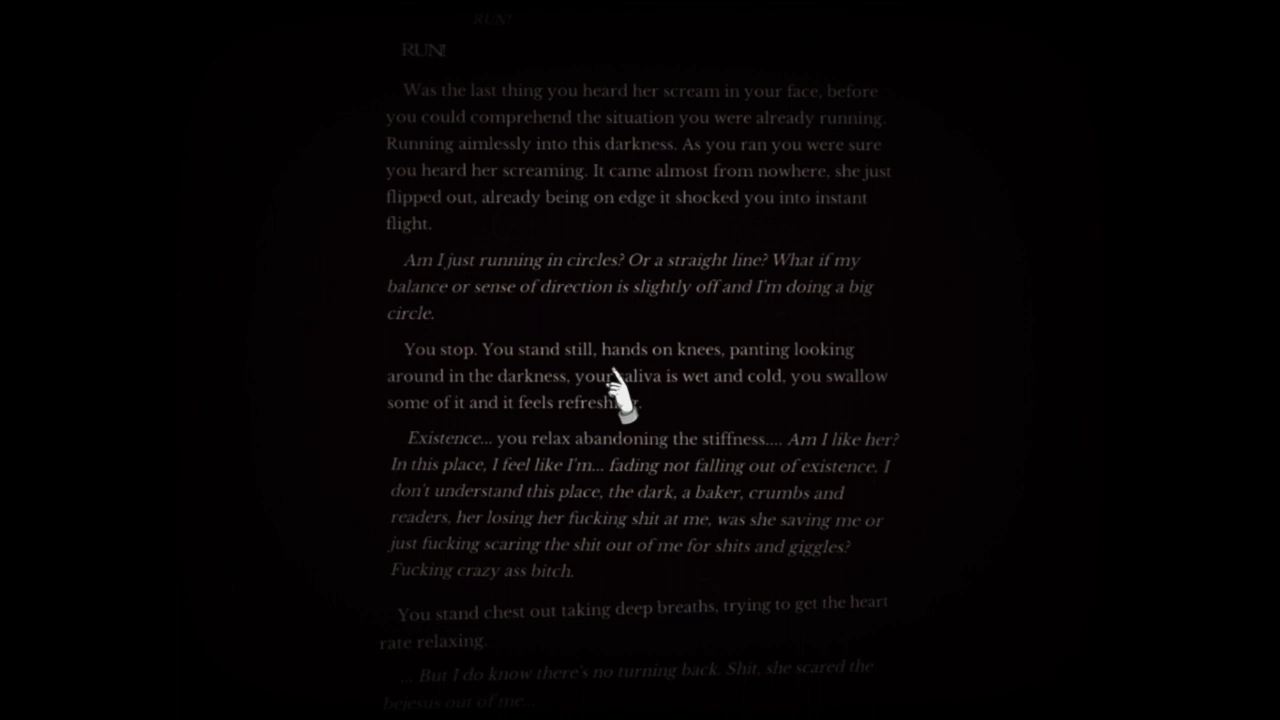 RUN!
RUN!
Was the last thing you heard her scream in your face, before
you could comprehend the situation you were already running.
Running aimlessly into this darkness. As you ran you were sure
you heard her screaming. It came almost from nowhere, she just
flipped out, already being on edge it shocked you into instant
flight.
Am I just running in circles? Or a straight line? What if my
balance or sense of direction is slightly off and I'm doing a big
circle.
You stop. You stand still, hands on knees, panting looking
around in the darkness, your saliva is wet and cold, you swallow
some of it and it feels
Existence... you relax abandoning the stiffness.... Am I like her?
In this place, I feel like I'm... fading not falling out of existence. I
don't understand this place, the dark, a baker, crumbs and
readers, her losing her fucking shit at me, was she saving me or
just fucking scaring the shit out of me for shits and giggles?
Fucking crazy ass bitch.
You stand chest out taking deep breaths, trying to get the heart
rate relaxing.
... But I do know there's no turning back. Shit, she scared the
bejesus out of me...